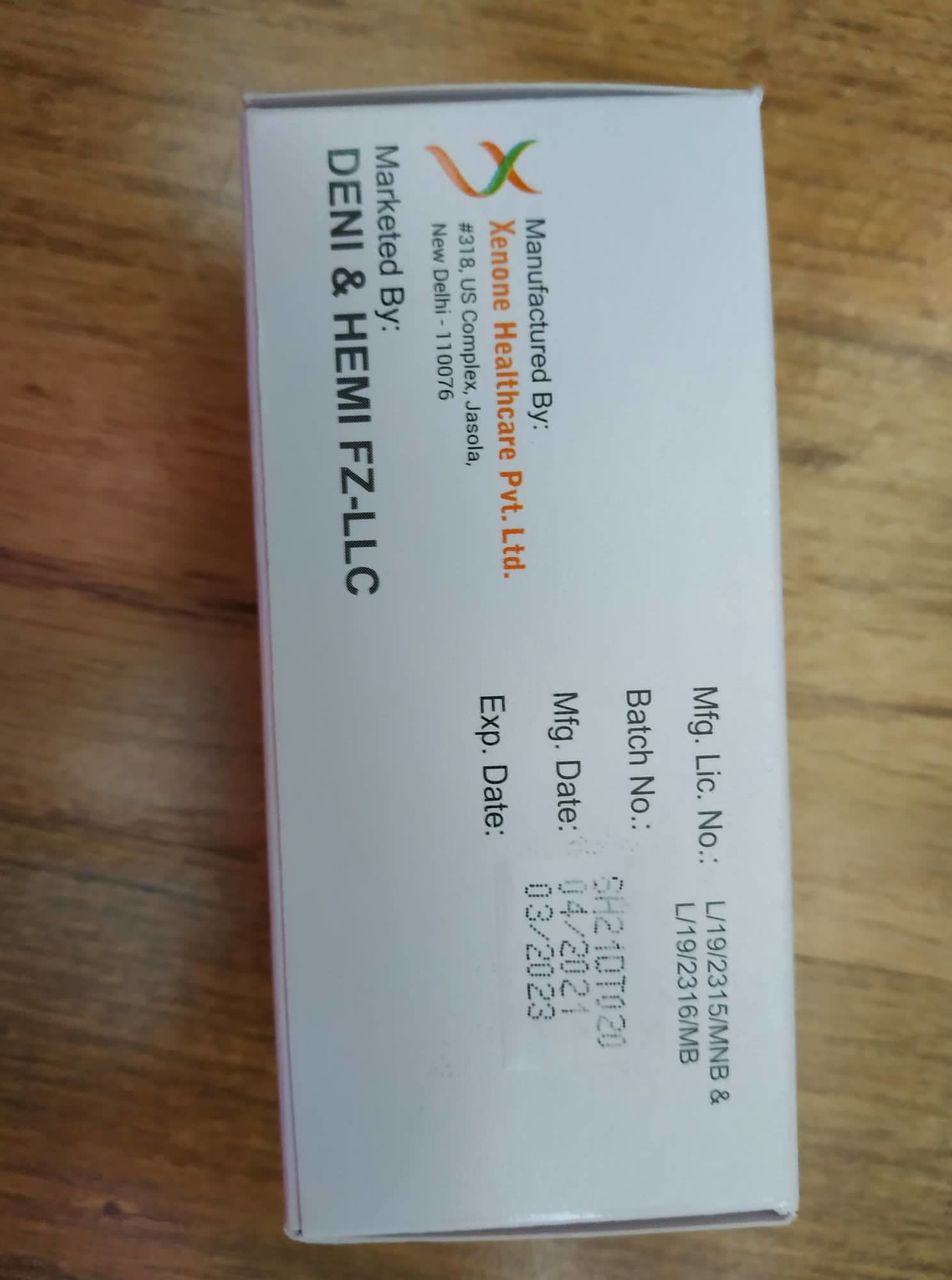 Mfg. Lic. No.: L/19/2315/MNB &
L/19/2316/MB
Batch No.: SH21DT020
Mfg. Date: 04/2021
Exp. Date: 03/2023
Manufactured By:
Xenone Healthcare Pvt. Ltd.
#318, US Complex, Jasola,
New Delhi - 110076
Marketed By:
DENI & HEMI FZ-LLC